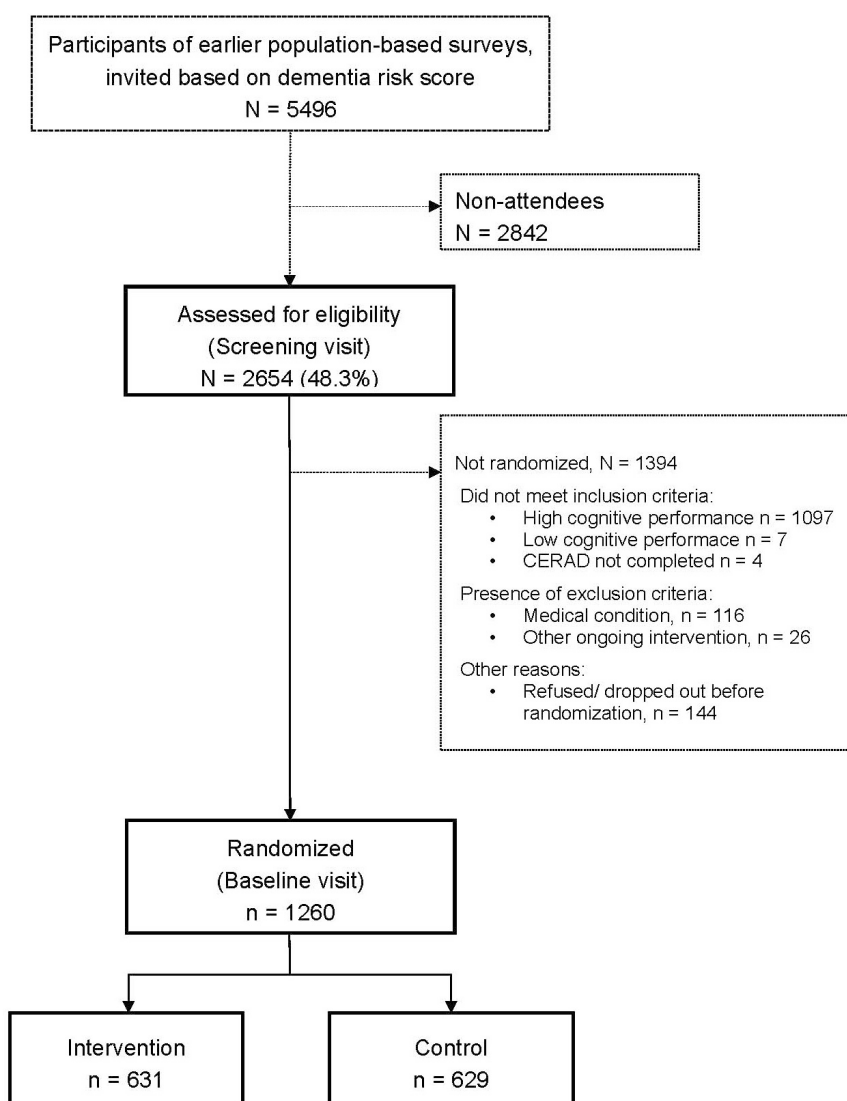 Participants of earlier population-based surveys,
invited based on dementia risk score
N = 5496
Non-attendees
N = 2842
Assessed for eligibility
(Screening visit)
N = 2654 (48.3%)
Not randomized, N = 1394
Did not meet inclusion criteria:
• High cognitive performance n = 1097
• Low cognitive performace n = 7
• CERAD not completed n = 4
Presence of exclusion criteria:
• Medical condition, n = 116
• Other ongoing intervention, n = 26
Other reasons:
• Refused/ dropped out before
randomization, n = 144
Randomized
(Baseline visit)
n = 1260
Intervention
n = 631
Control
n = 629